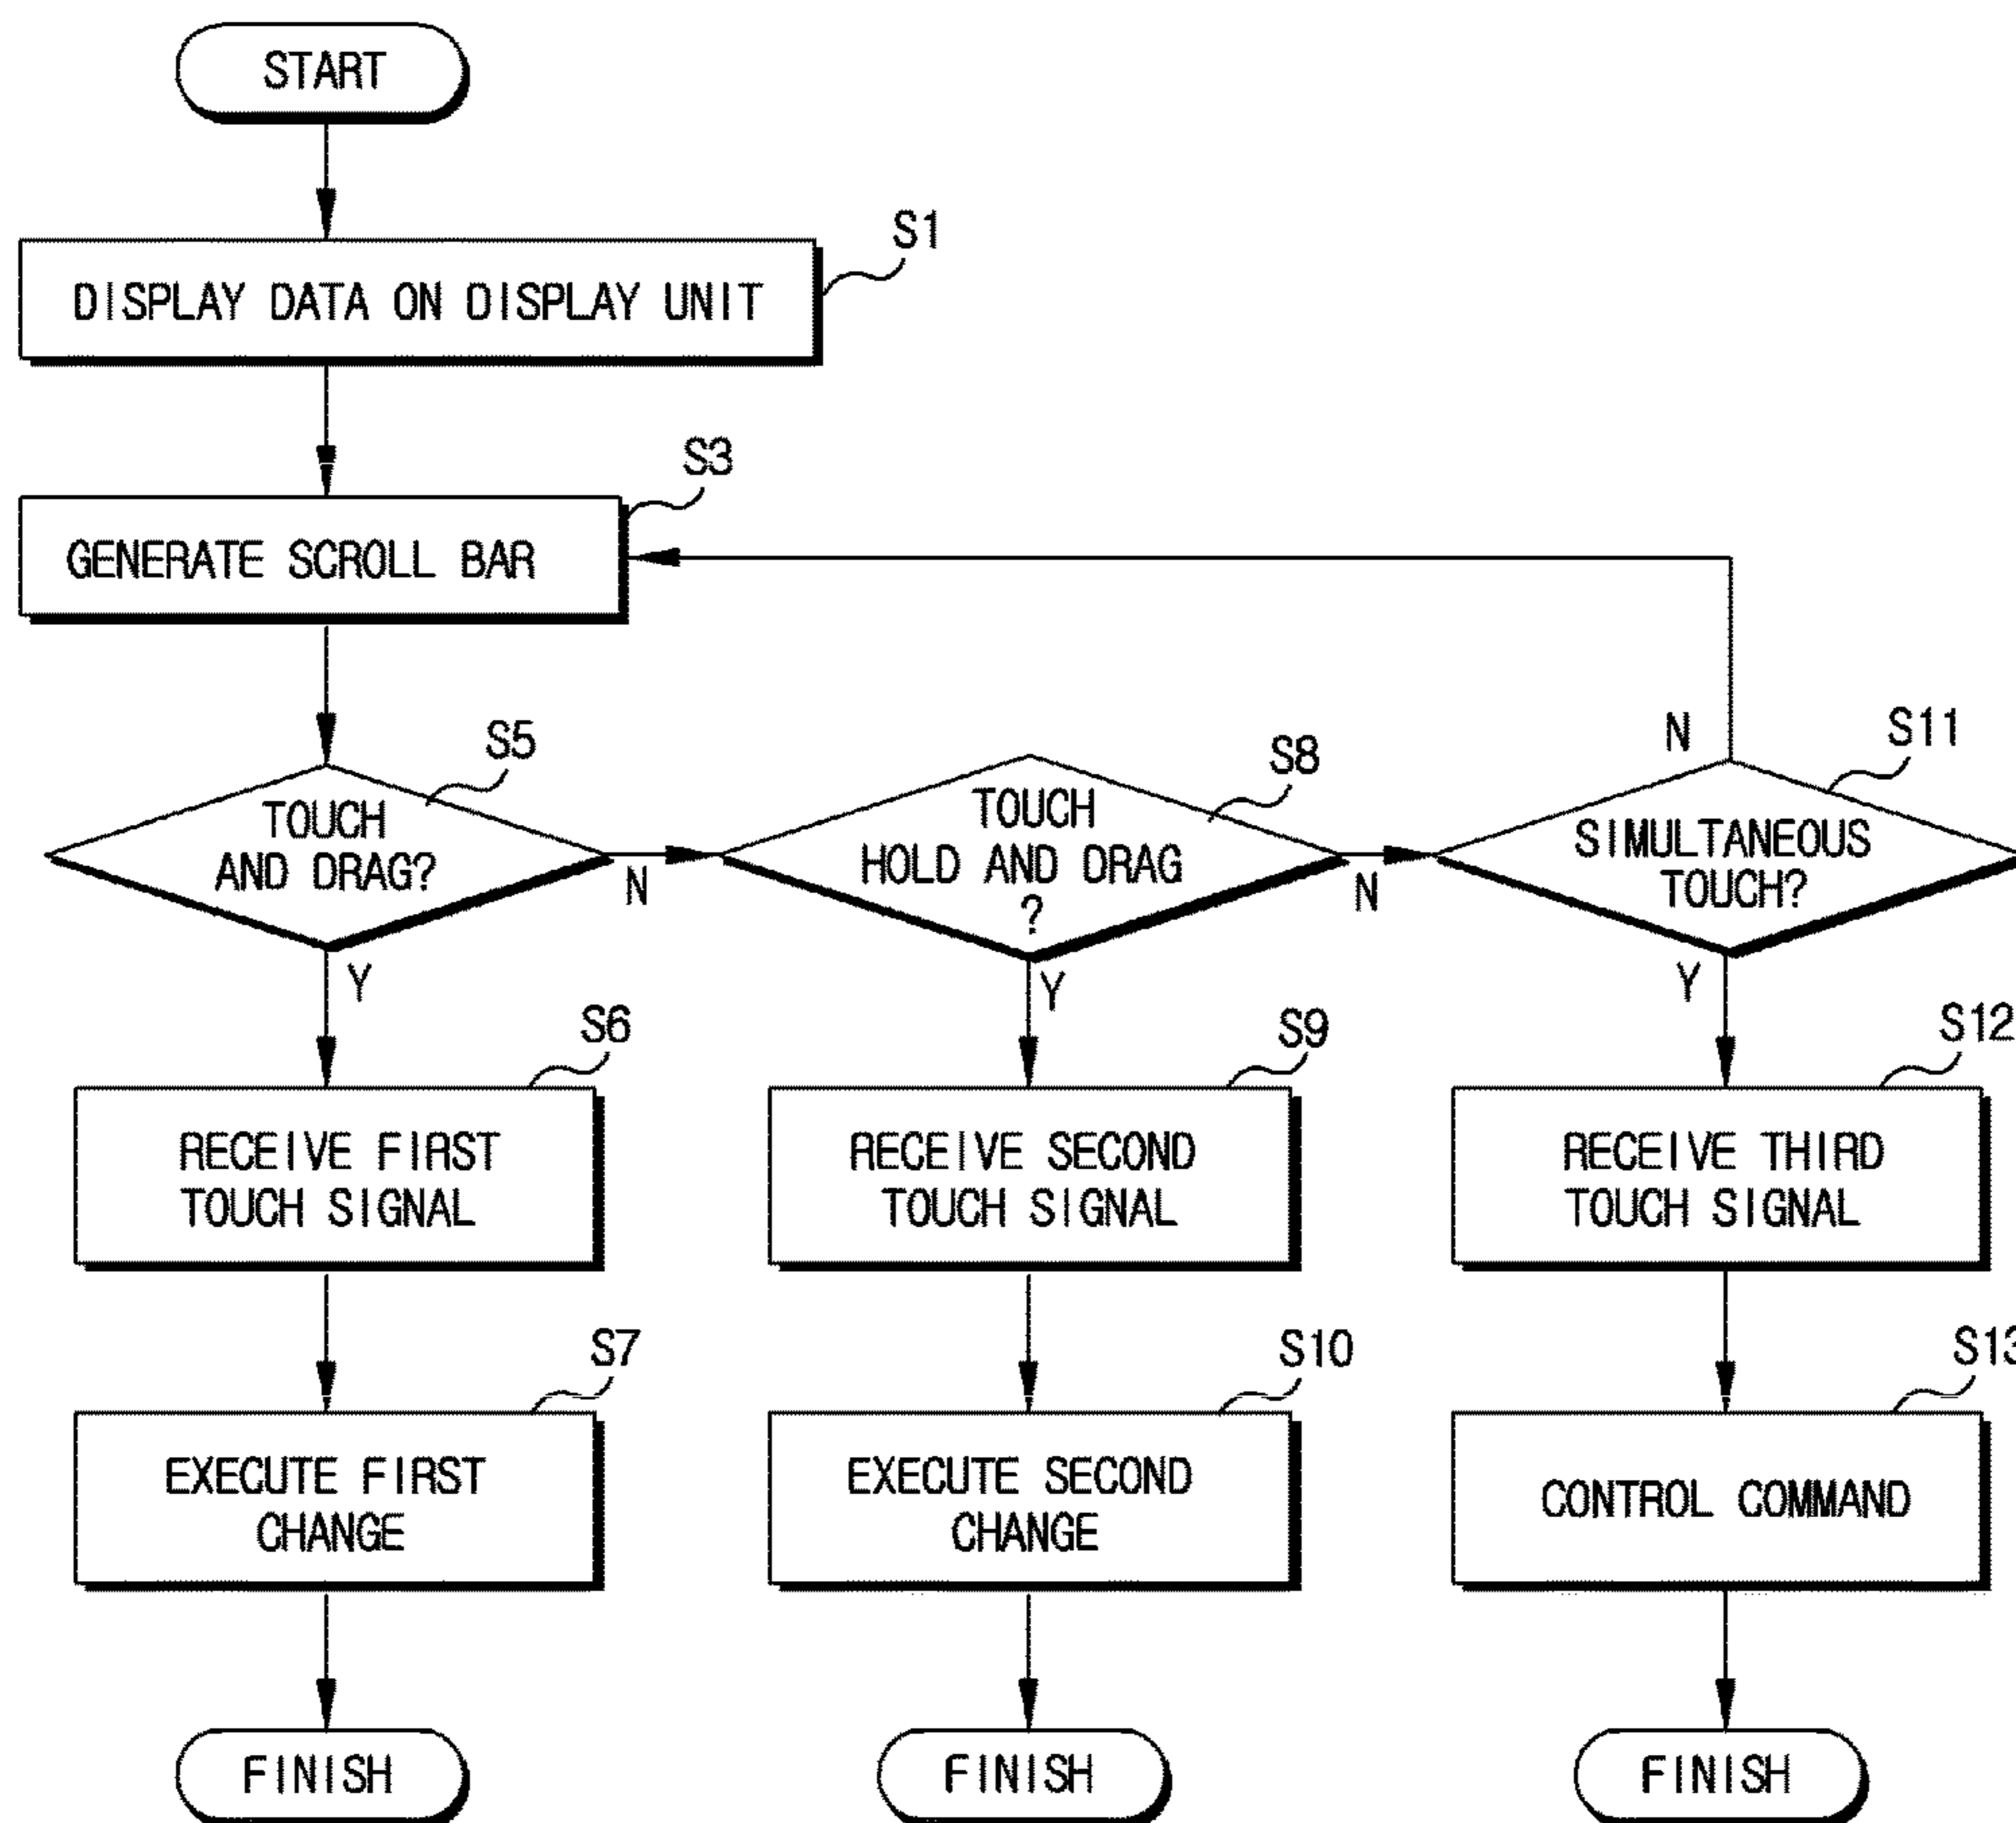 START
S1
DISPLAY DATA ON DISPLAY UNIT
S3
GENERATE SCROLL BAR
S5
TOUCH
AND DRAG?
N
Y
S8
TOUCH
HOLD AND DRAG
?
N
Y
S11
N
SIMULTANEOUS
TOUCH?
Y
S6
RECEIVE FIRST
TOUCH SIGNAL
S9
RECEIVE SECOND
TOUCH SIGNAL
S12
RECEIVE THIRD
TOUCH SIGNAL
S7
EXECUTE FIRST
CHANGE
S10
EXECUTE SECOND
CHANGE
S13
CONTROL COMMAND
FINISH
FINISH
FINISH